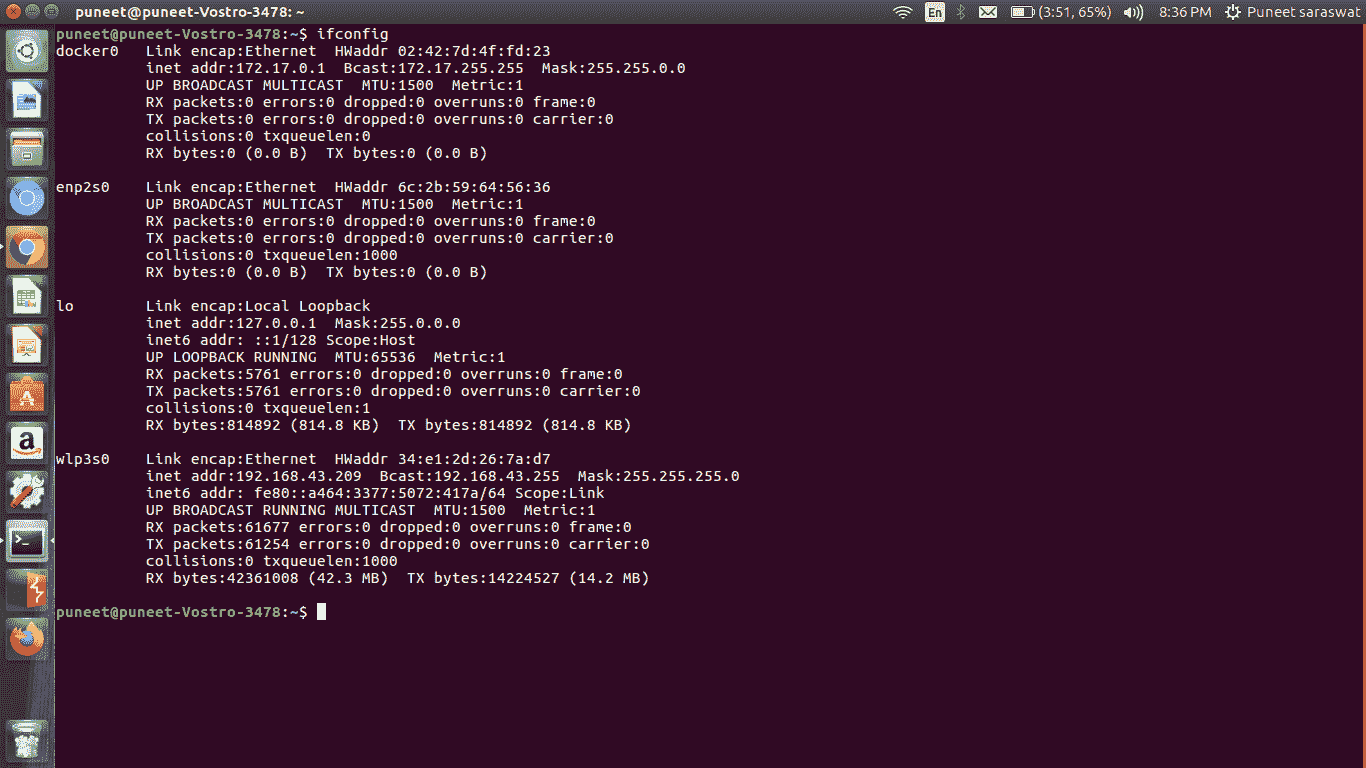 puneet@puneet-Vostro-3478: ~
En
(3:51, 65%)
8:36 PM
Puneet saraswat
puneet@puneet-Vostro-3478:~$ ifconfig
docker0   Link encap:Ethernet  HWaddr 02:42:7d:4f:fd:23
inet addr:172.17.0.1  Bcast:172.17.255.255  Mask:255.255.0.0
UP BROADCAST MULTICAST  MTU:1500  Metric:1
RX packets:0 errors:0 dropped:0 overruns:0 frame:0
TX packets:0 errors:0 dropped:0 overruns:0 carrier:0
collisions:0 txqueuelen:0
RX bytes:0 (0.0 B)  TX bytes:0 (0.0 B)
enp2s0    Link encap:Ethernet  HWaddr 6c:2b:59:64:56:36
UP BROADCAST MULTICAST  MTU:1500  Metric:1
RX packets:0 errors:0 dropped:0 overruns:0 frame:0
TX packets:0 errors:0 dropped:0 overruns:0 carrier:0
collisions:0 txqueuelen:1000
RX bytes:0 (0.0 B)  TX bytes:0 (0.0 B)
lo        Link encap:Local Loopback
inet addr:127.0.0.1  Mask:255.0.0.0
inet6 addr: ::1/128 Scope:Host
UP LOOPBACK RUNNING  MTU:65536  Metric:1
RX packets:5761 errors:0 dropped:0 overruns:0 frame:0
TX packets:5761 errors:0 dropped:0 overruns:0 carrier:0
collisions:0 txqueuelen:1
RX bytes:814892 (814.8 KB)  TX bytes:814892 (814.8 KB)
wlp3s0    Link encap:Ethernet  HWaddr 34:e1:2d:26:7a:d7
inet addr:192.168.43.209  Bcast:192.168.43.255  Mask:255.255.255.0
inet6 addr: fe80::a464:3377:5072:417a/64 Scope:Link
UP BROADCAST RUNNING MULTICAST  MTU:1500  Metric:1
RX packets:61677 errors:0 dropped:0 overruns:0 frame:0
TX packets:61254 errors:0 dropped:0 overruns:0 carrier:0
collisions:0 txqueuelen:1000
RX bytes:42361008 (42.3 MB)  TX bytes:14224527 (14.2 MB)
puneet@puneet-Vostro-3478:~$